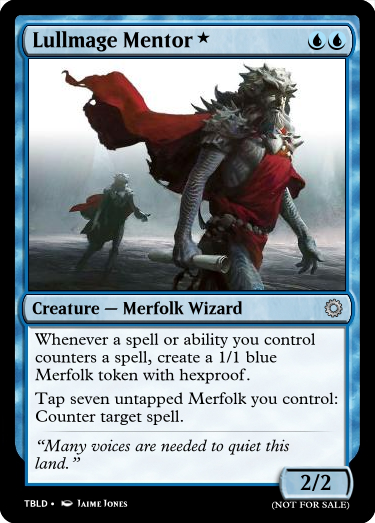 Lullmage Mentor ★
Creature — Merfolk Wizard
Whenever a spell or ability you control
counters a spell, create a 1/1 blue
Merfolk token with hexproof.
Tap seven untapped Merfolk you control:
Counter target spell.
“Many voices are needed to quiet this
land.”
2/2
TBLD • Jaime Jones
(NOT FOR SALE)